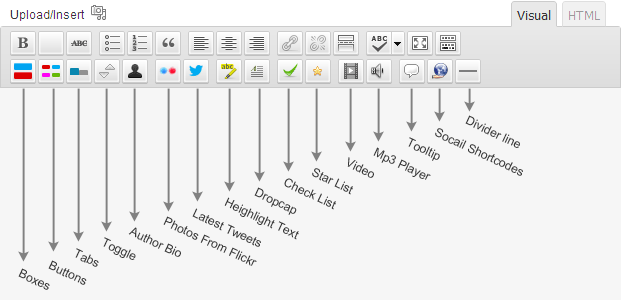 Upload/Insert
Visual
HTML
B
ABC
ABC
abc
Boxes
Buttons
Tabs
Toggle
Author Bio
Photos From Flickr
Latest Tweets
Heighlight Text
Dropcap
Check List
Star List
Video
Mp3 Player
Tooltip
Socail Shortcodes
Divider line